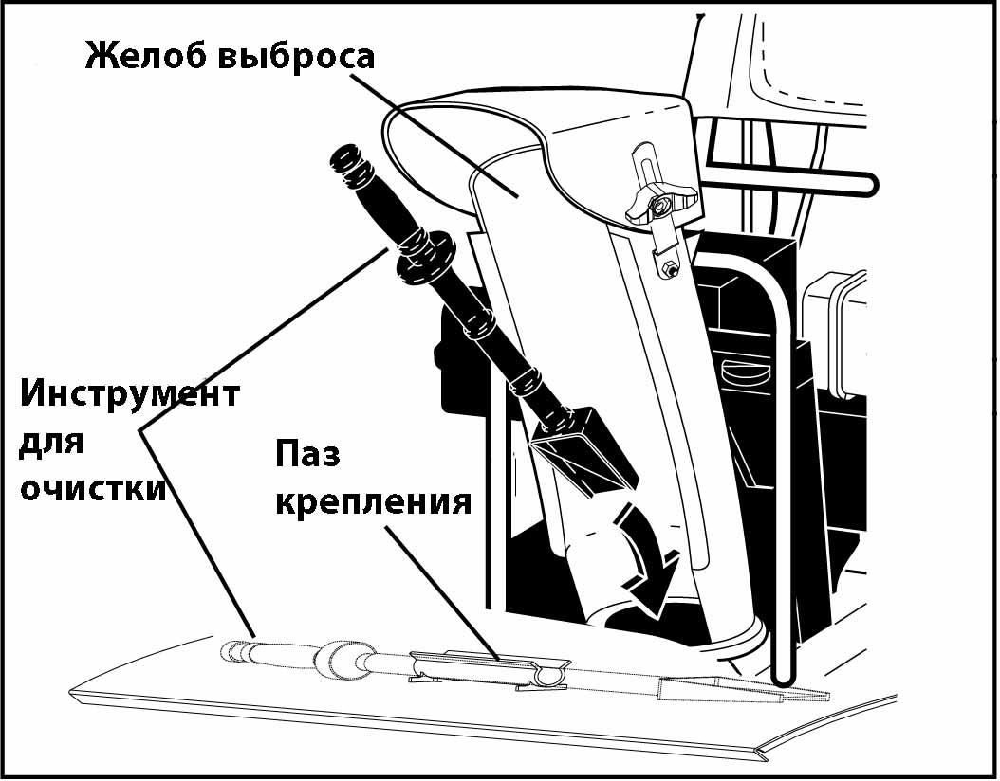 Желоб выброса
Инструмент
для
очистки
Паз
крепления